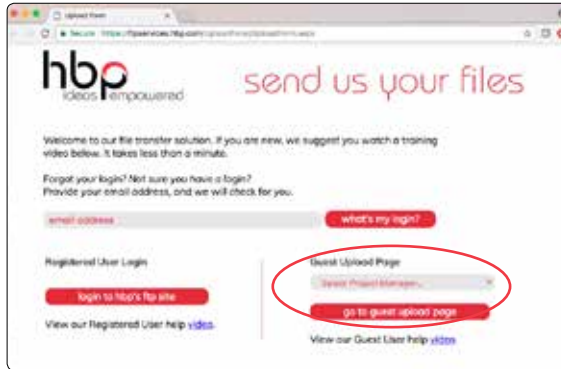 Upload Form
Secure https://ftpservices.hbp.com/
hbp
ideas empowered
send us your files
Welcome to our file transfer solution. If you are new, we suggest you watch a training
video below. It takes less than a minute.
Forgot your login? Not sure you have a login?
Provide your email address, and we will check for you.
email address
what's my login?
Registered User Login
login to hbp's ftp site
View our Registered User help video.
Guest Upload Page
Select Project Manager...
go to guest upload page
View our Guest User help video.